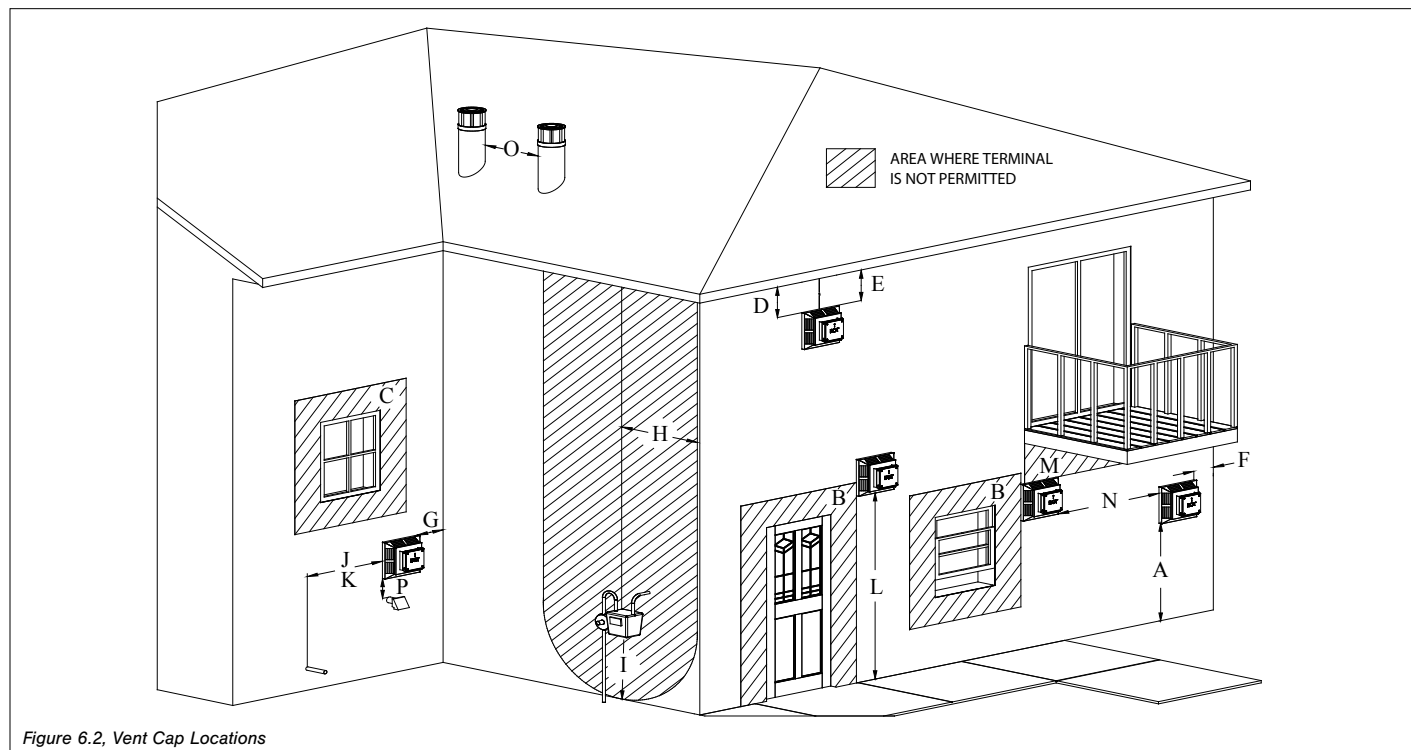 O
AREA WHERE TERMINAL
IS NOT PERMITTED
D
E
C
H
B
B
M
F
N
G
J
K
P
L
A
I
Figure 6.2, Vent Cap Locations